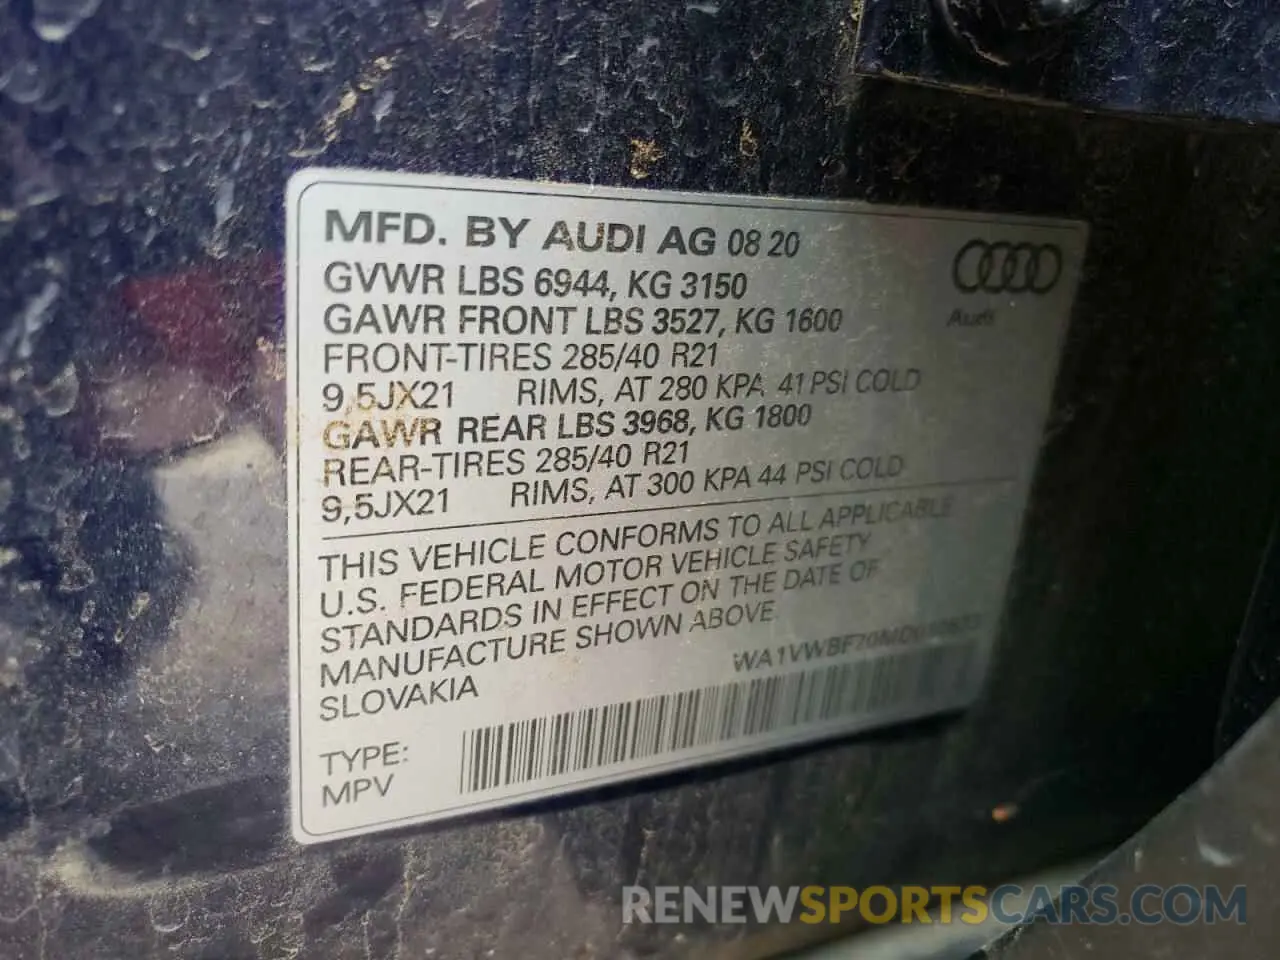 MFD. BY AUDI AG 08 20
GVWR LBS 6944, KG 3150
GAWR FRONT LBS 3527, KG 1600
FRONT-TIRES 285/40 R21
9,5JX21 RIMS, AT 280 KPA 41 PSI COLD
GAWR REAR LBS 3968, KG 1800
REAR-TIRES 285/40 R21
9,5JX21 RIMS, AT 300 KPA 44 PSI COLD
Audi
THIS VEHICLE CONFORMS TO ALL APPLICABLE
U.S. FEDERAL MOTOR VEHICLE SAFETY
STANDARDS IN EFFECT ON THE DATE OF
MANUFACTURE SHOWN ABOVE
SLOVAKIA
TYPE:
MPV
RENEWSPORTSCARS.COM